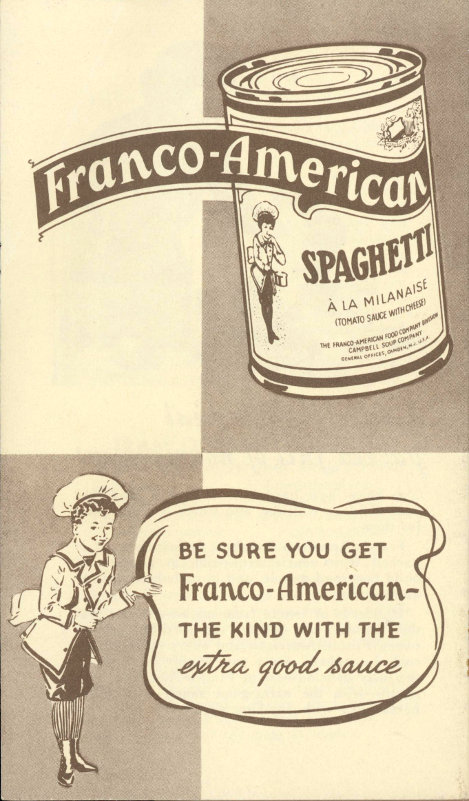 Franco-American
SPAGHETTI
À LA MILANAISE
(TOMATO SAUCE WITH CHEESE)
THE FRANCO-AMERICAN FOOD COMPANY DIVISION
CAMPBELL SOUP COMPANY
GENERAL OFFICES, CAMDEN, N.J., U.S.A.
BE SURE YOU GET
Franco-American-
THE KIND WITH THE
extra good sauce